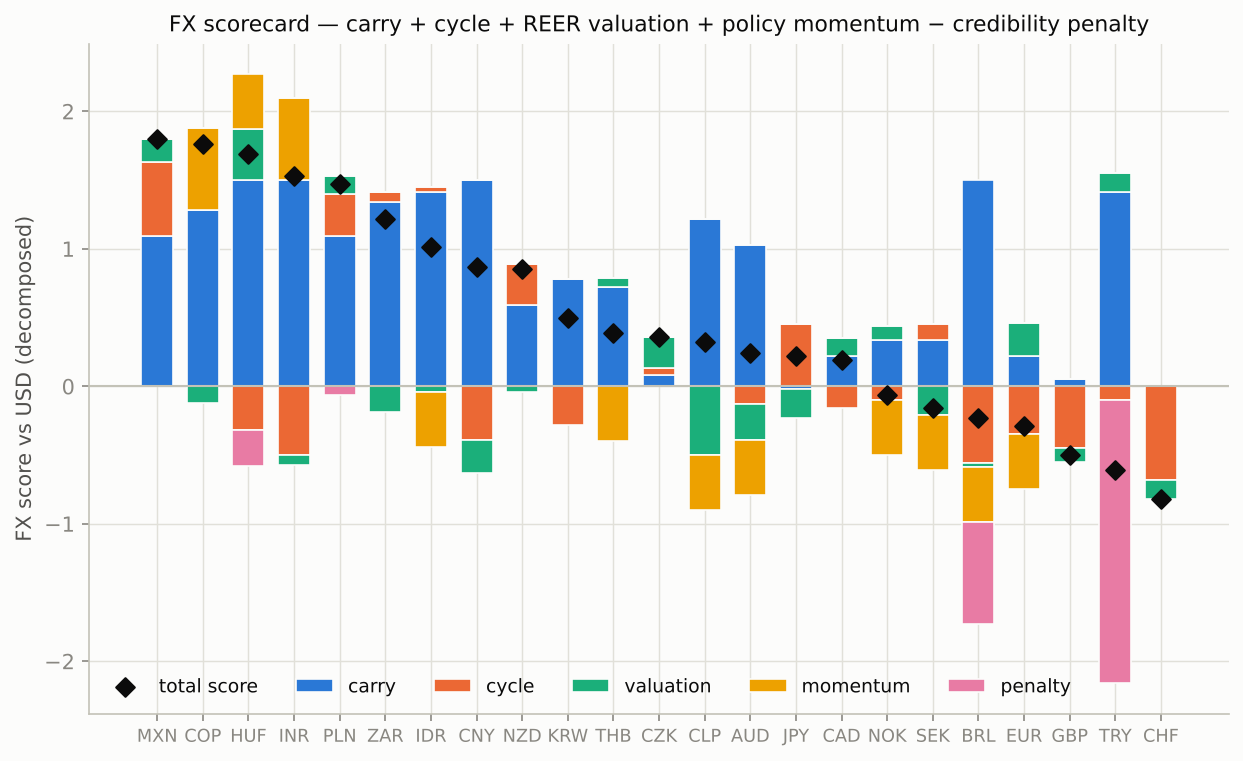 FX scorecard — carry + cycle + REER valuation + policy momentum − credibility penalty
FX score vs USD (decomposed)
2
1
0
−1
−2
total score carry cycle valuation momentum penalty
MXN COP HUF INR PLN ZAR IDR CNY NZD KRW THB CZK CLP AUD JPY CAD NOK SEK BRL EUR GBP TRY CHF